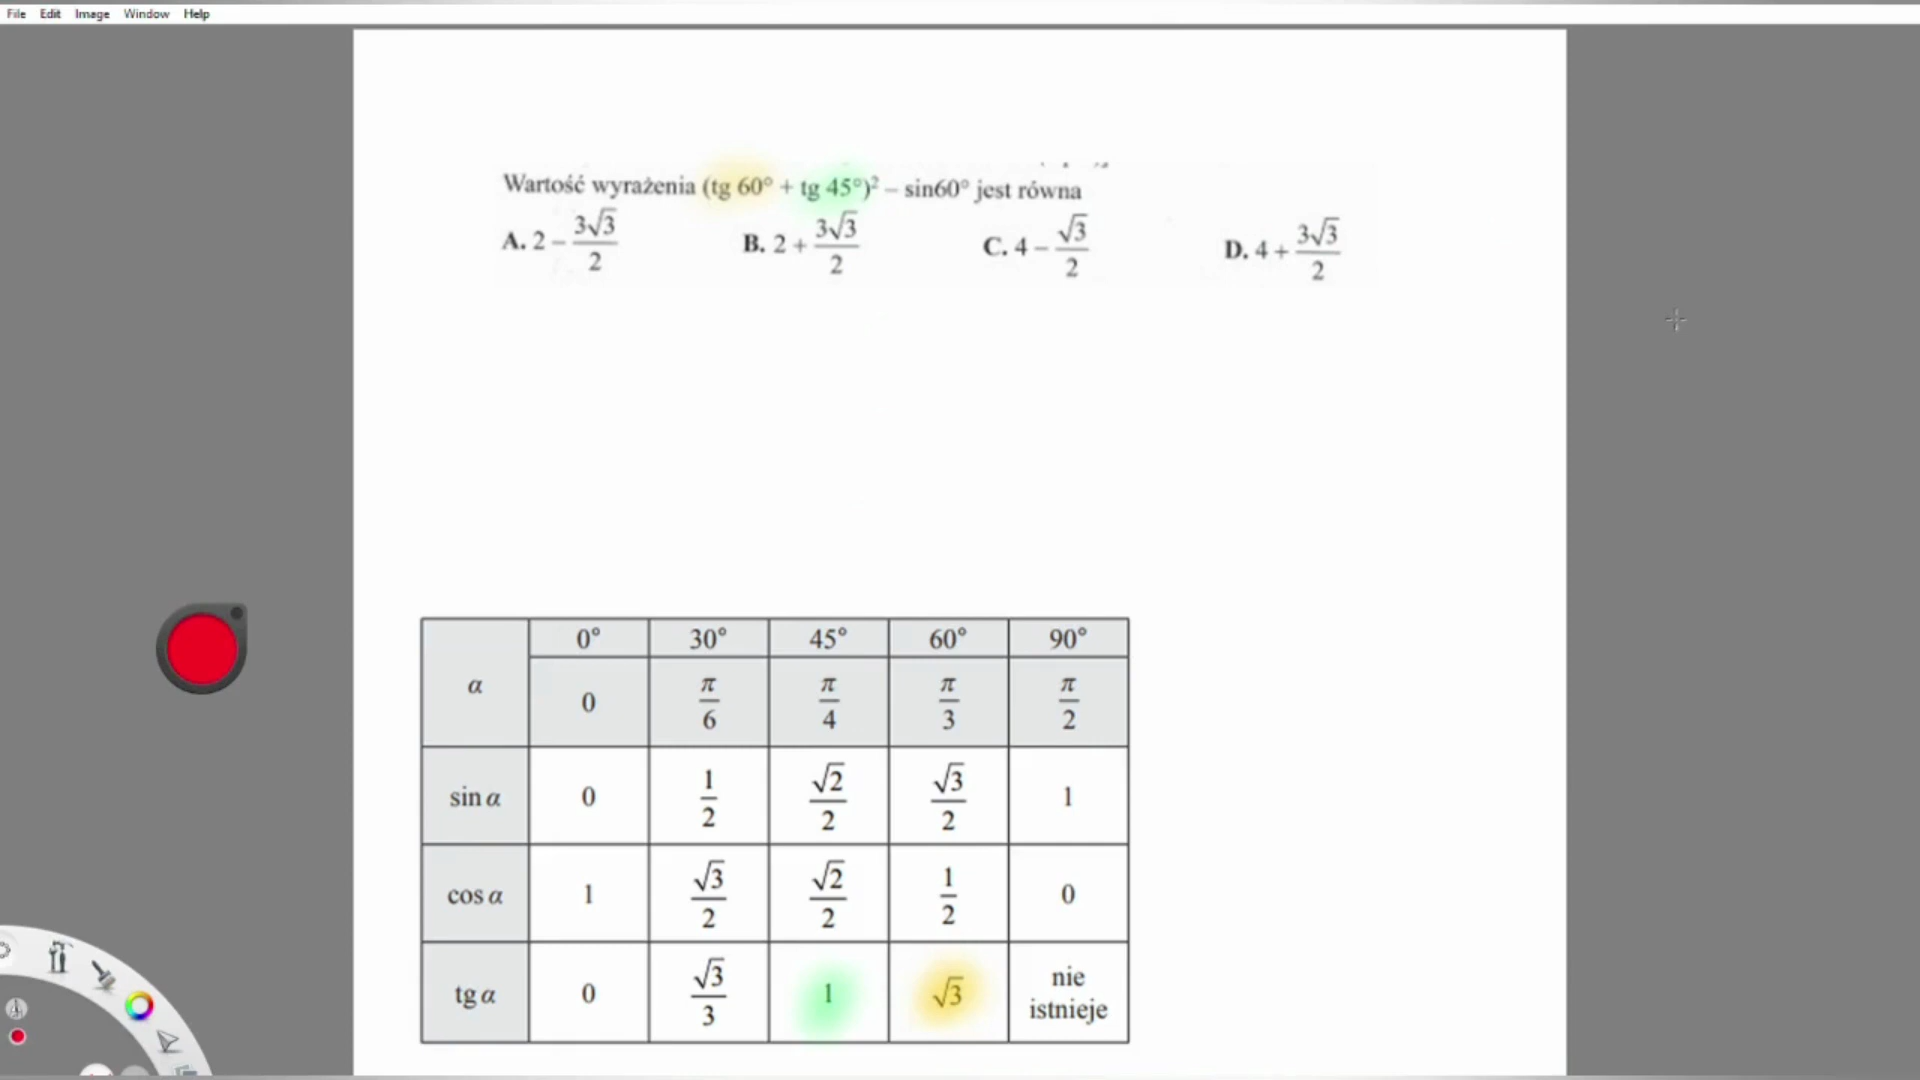 File Edit Image Window Help
Wartość wyrażenia (tg 60° + tg 45°)² – sin60° jest równa
A. 2 – 3√3/2 B. 2 + 3√3/2 C. 4 – √3/2 D. 4 + 3√3/2
α 0° 30° 45° 60° 90°
0 π/6 π/4 π/3 π/2
sin α 0 1/2 √2/2 √3/2 1
cos α 1 √3/2 √2/2 1/2 0
tg α 0 √3/3 1 √3 nie istnieje